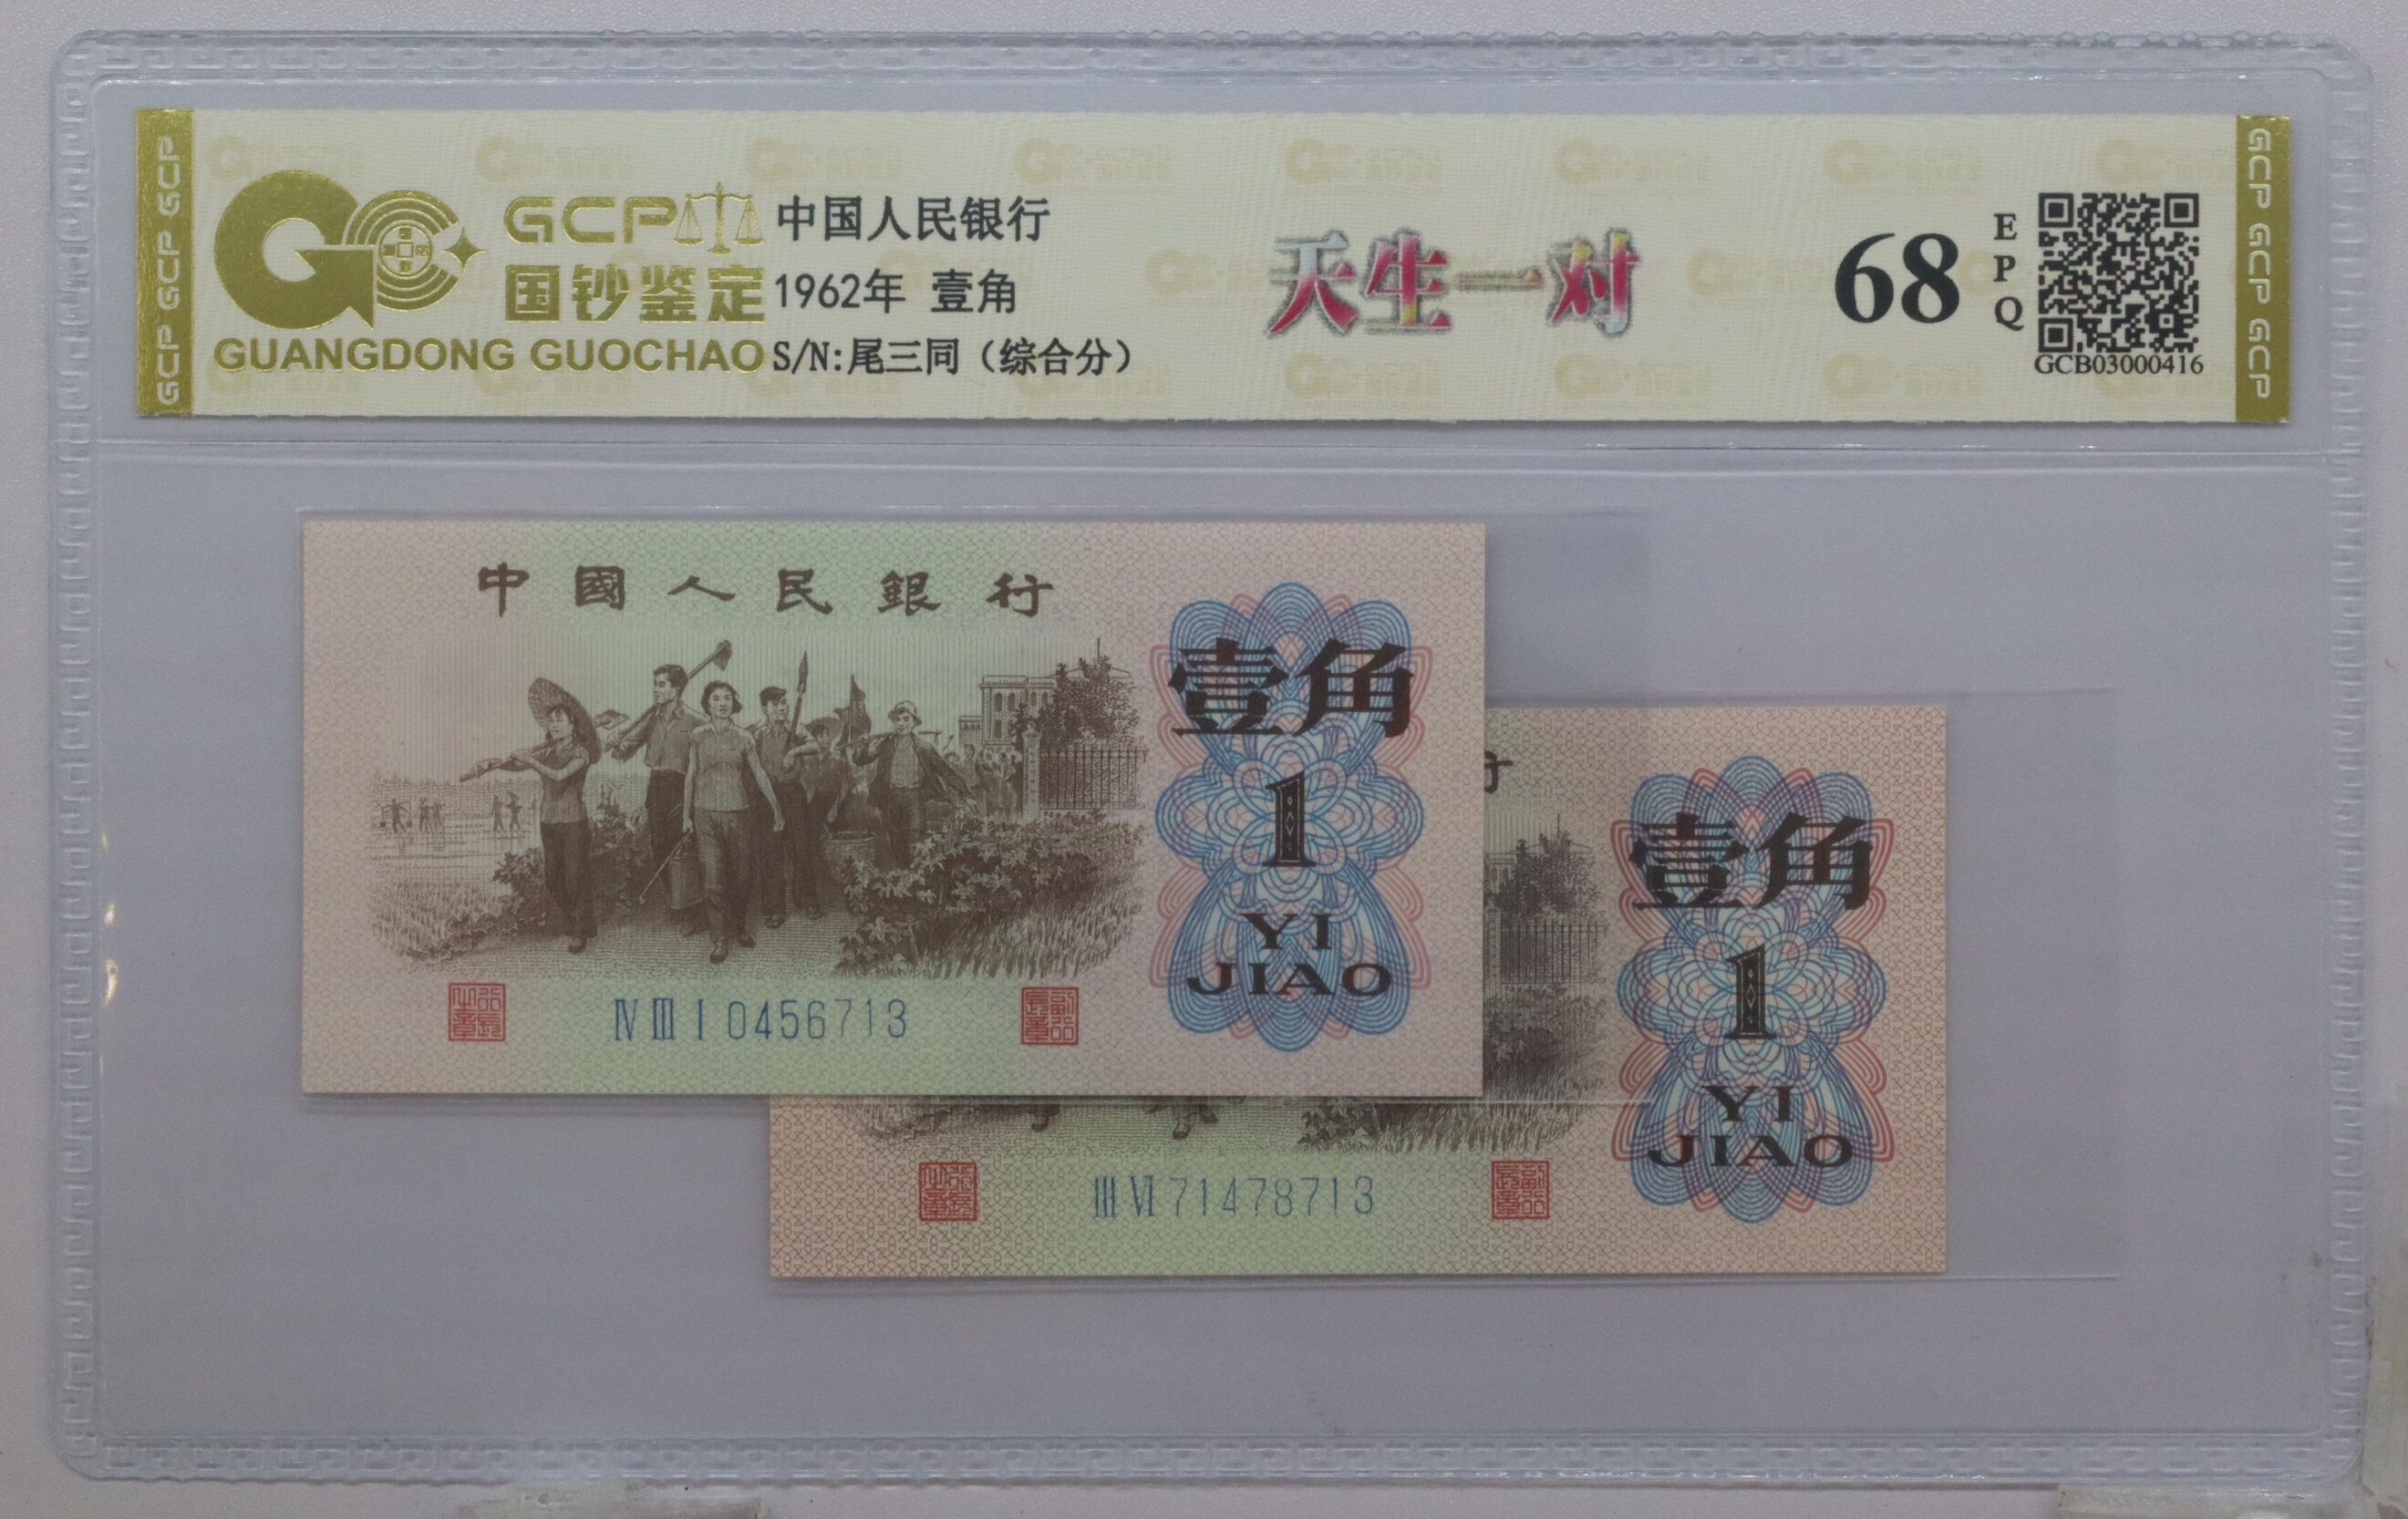 GCP GCP GCP
GCP
国钞鉴定
GUANGDONG GUOCHAO
中国人民银行
1962年 壹角
S/N:尾三同（综合分）
天生一对
68
EPQ
GCB03000416
GCP GCP GCP
中國人民銀行
壹角
1
YI
JIAO
Ⅳ Ⅲ Ⅰ 0456713
行
壹角
1
YI
JIAO
Ⅲ Ⅵ 71478713